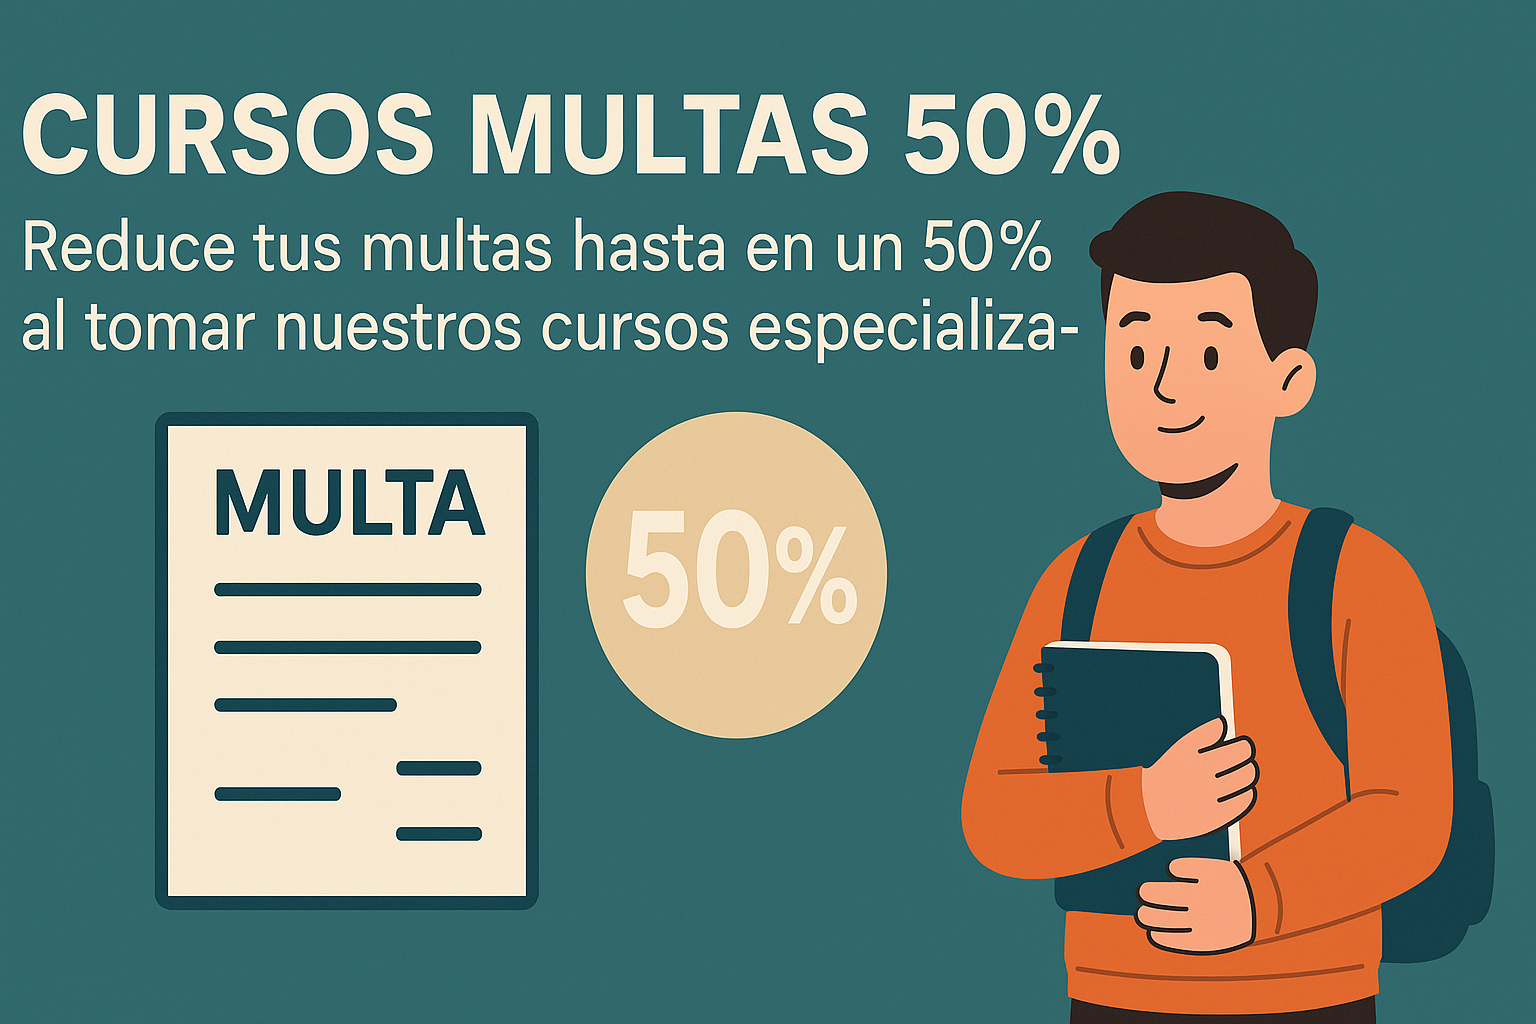 CURSOS MULTAS 50%
Reduce tus multas hasta en un 50%
al tomar nuestros cursos especializa-
MULTA
50%